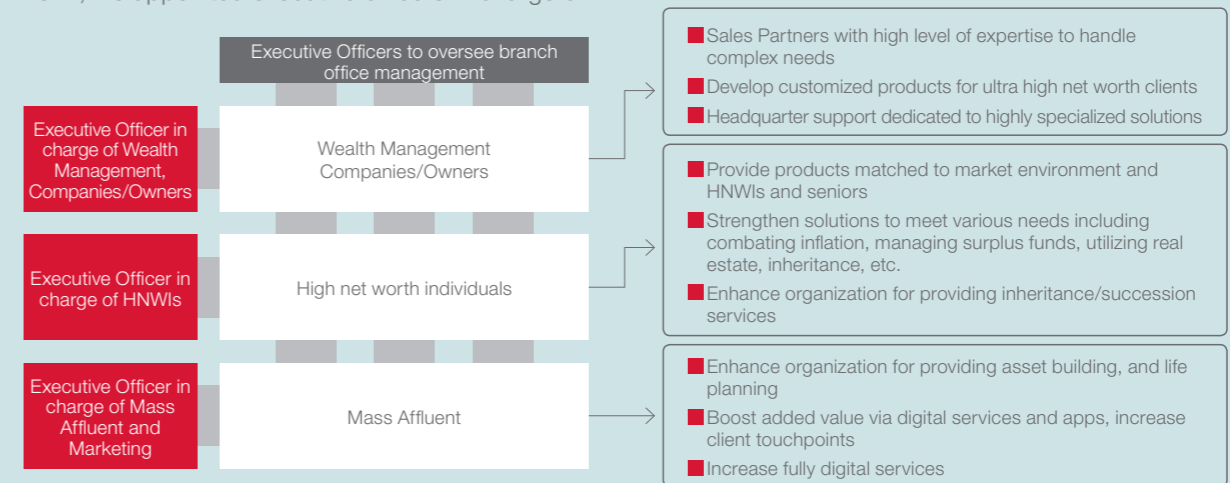 Executive Officers to oversee branch
office management
Executive Officer in
charge of Wealth
Management,
Companies/Owners
Wealth Management
Companies/Owners
Sales Partners with high level of expertise to handle
complex needs
Develop customized products for ultra high net worth clients
Headquarter support dedicated to highly specialized solutions
Executive Officer in
charge of HNWIs
High net worth individuals
Provide products matched to market environment and
HNWIs and seniors
Strengthen solutions to meet various needs including
combating inflation, managing surplus funds, utilizing real
estate, inheritance, etc.
Enhance organization for providing inheritance/succession
services
Executive Officer in
charge of Mass
Affluent and
Marketing
Mass Affluent
Enhance organization for providing asset building, and life
planning
Boost added value via digital services and apps, increase
client touchpoints
Increase fully digital services